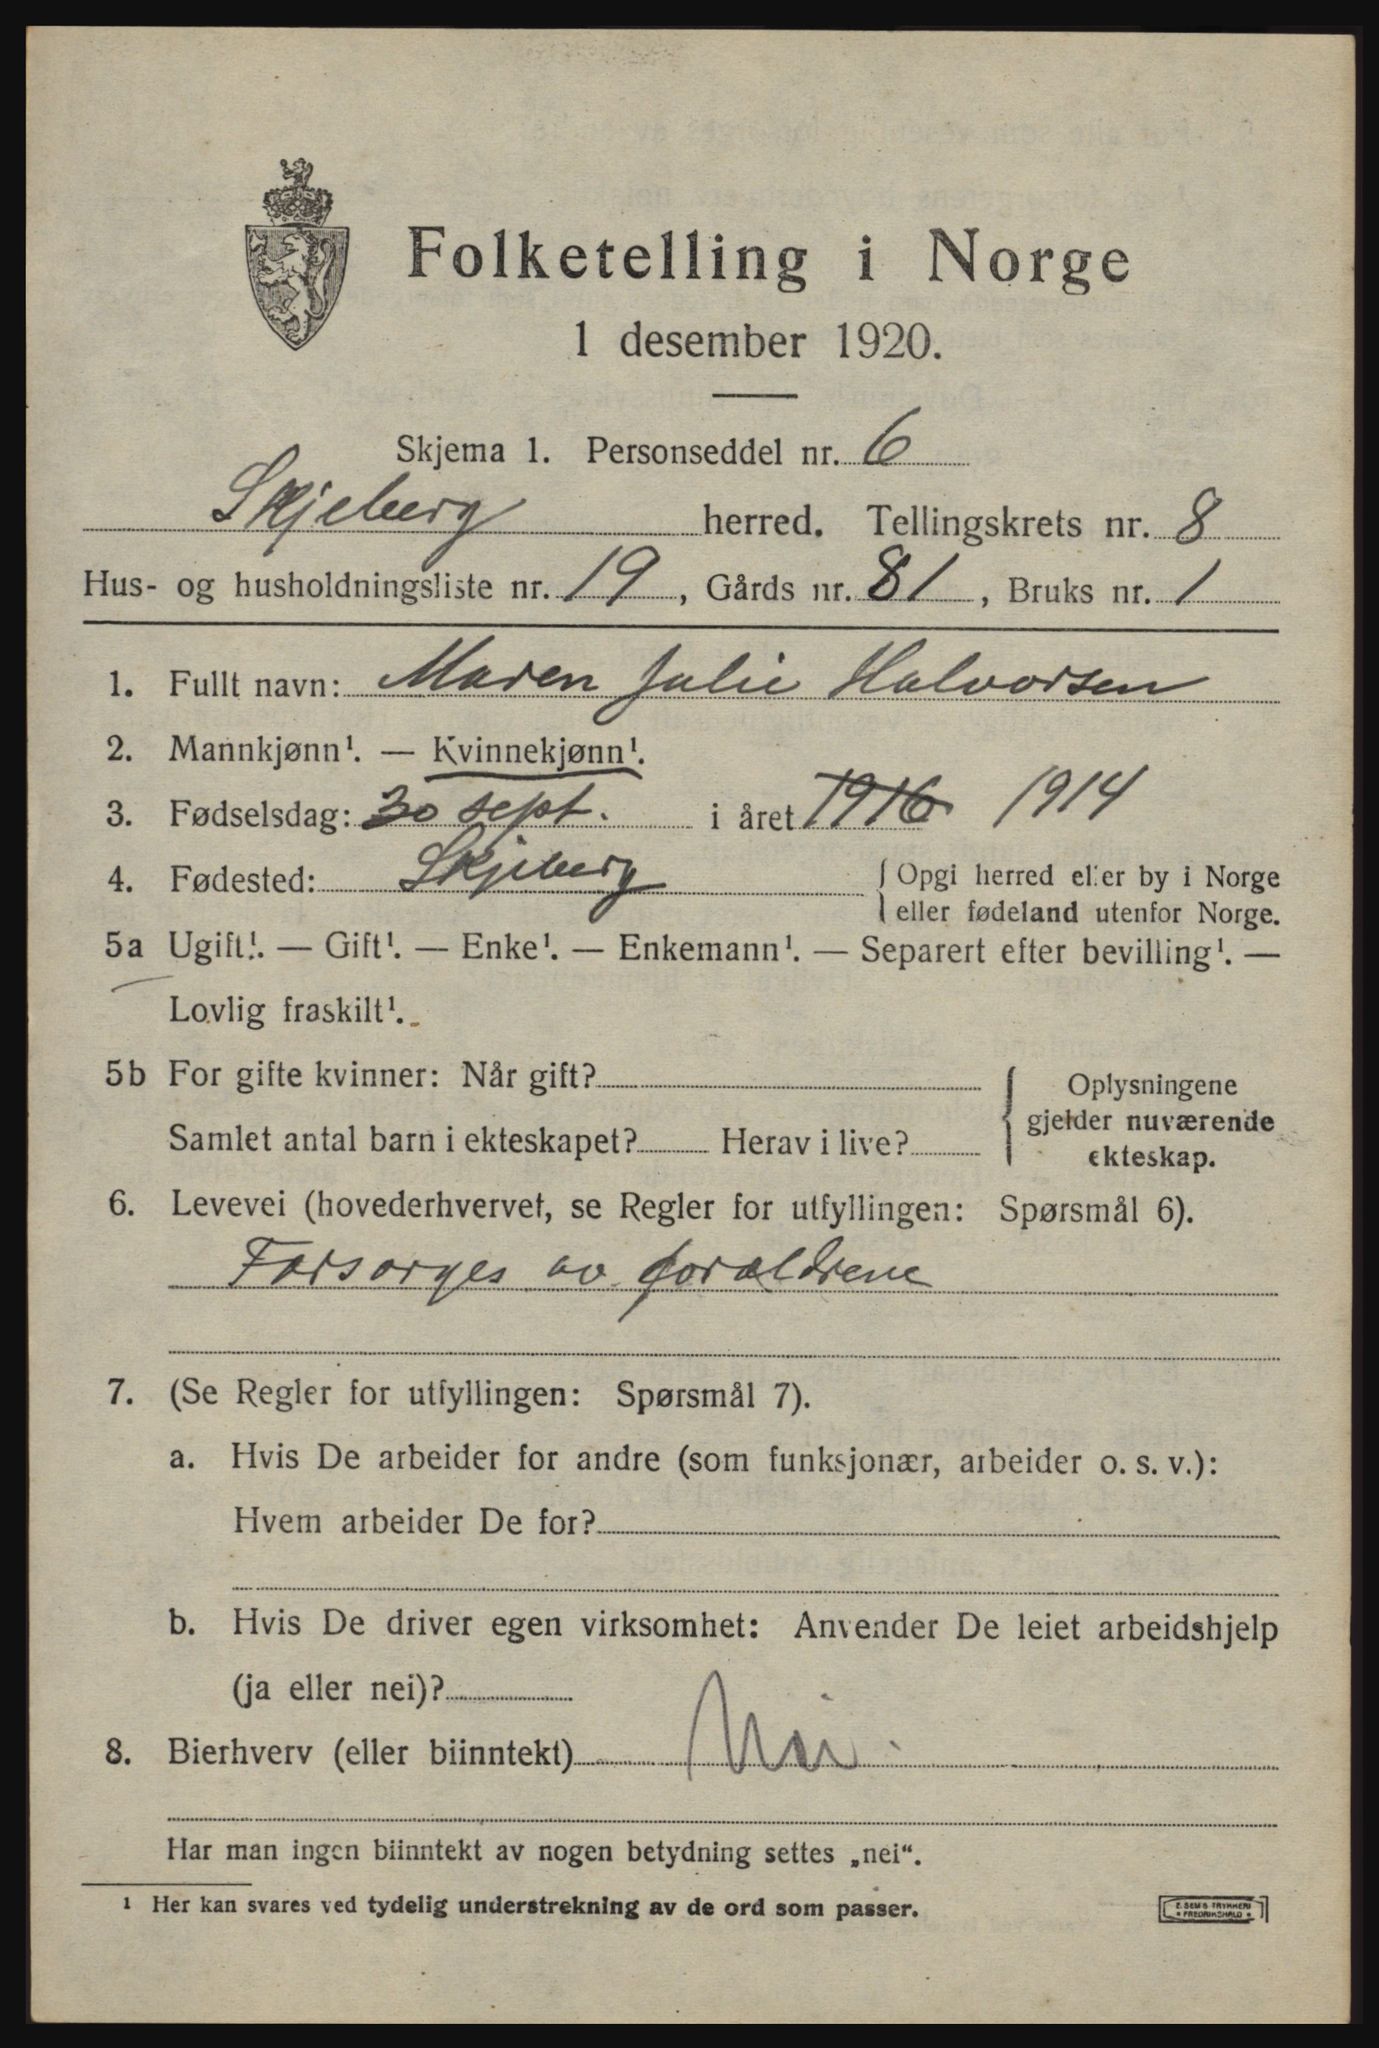 Folketelling i Norge
1 desember 1920.
Skjema 1. Personseddel nr. 6
Skjeberg herred. Tellingskrets nr. 8
Hus- og husholdningsliste nr. 19, Gårds nr. 81, Bruks nr. 1
1. Fullt navn: Maren Julie Halvorsen
2. Mannkjønn¹. — Kvinnekjønn¹.
3. Fødselsdag: 30 sept. i året 1916 1914
4. Fødested: Skjeberg { Opgi herred eller by i Norge
eller fødeland utenfor Norge.
5a Ugift¹. — Gift¹. — Enke¹. — Enkemann¹. — Separert efter bevilling¹. —
Lovlig fraskilt¹.
5b For gifte kvinner: Når gift?
Samlet antal barn i ekteskapet? Herav i live?
{ Oplysningene
gjelder nuværende
ekteskap.
6. Levevei (hovederhvervet, se Regler for utfyllingen: Spørsmål 6).
Forsorges av forældrene
7. (Se Regler for utfyllingen: Spørsmål 7).
a. Hvis De arbeider for andre (som funksjonær, arbeider o. s. v.):
Hvem arbeider De for?
b. Hvis De driver egen virksomhet: Anvender De leiet arbeidshjelp
(ja eller nei)?
8. Bierhverv (eller biinntekt) Nei
Har man ingen biinntekt av nogen betydning settes „nei“.
¹ Her kan svares ved tydelig understrekning av de ord som passer.
E. SEM'S TRYKKERI
• FREDRIKSHALD •